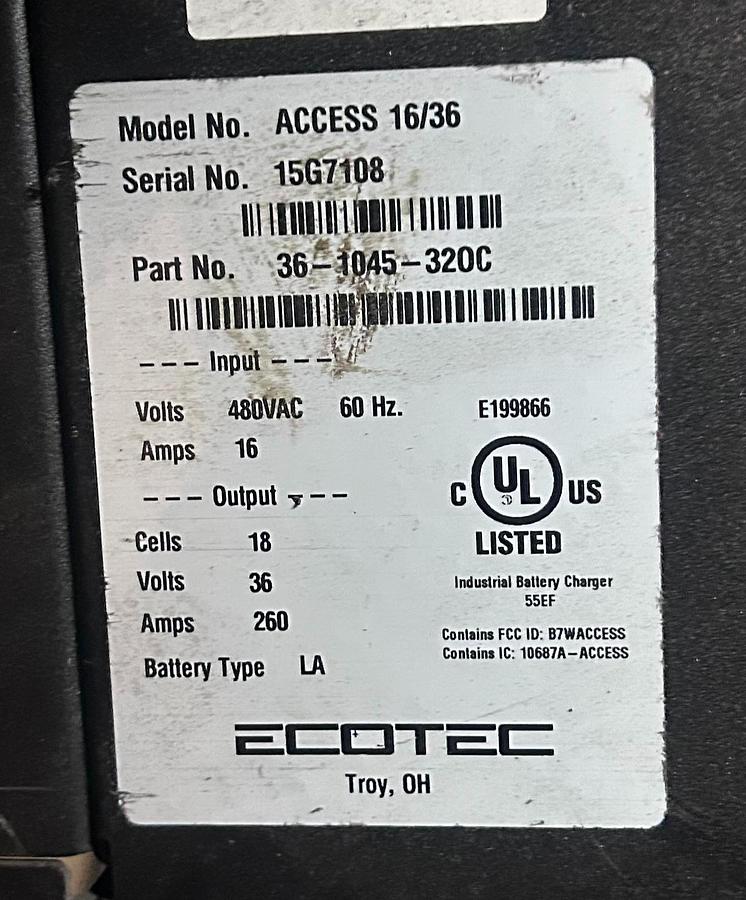 Model No. ACCESS 16/36
Serial No. 15G7108
Part No. 36-1045-320C
--- Input ---
Volts 480VAC 60 Hz. E199866
Amps 16
--- Output ---
C UL US
LISTED
Cells 18
Volts 36
Amps 260
Battery Type LA
Industrial Battery Charger
55EF
Contains FCC ID: B7WACCESS
Contains IC: 10687A-ACCESS
ECOTEC
Troy, OH